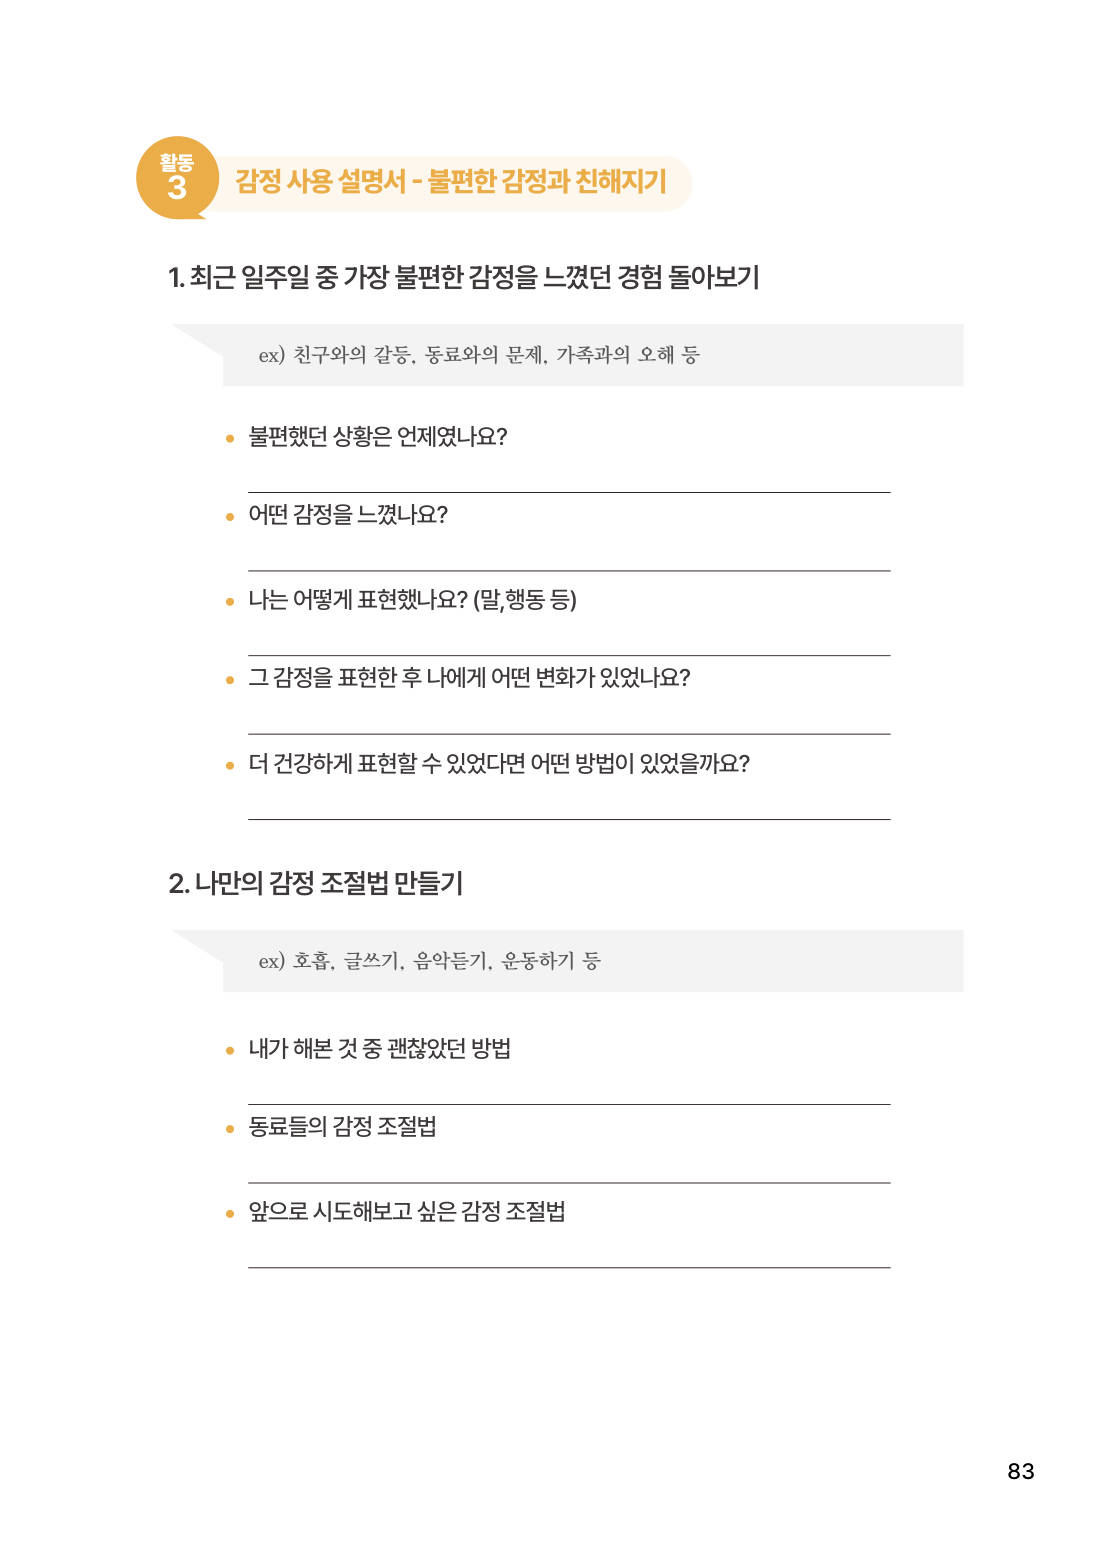 활동
3
감정 사용 설명서 - 불편한 감정과 친해지기
1. 최근 일주일 중 가장 불편한 감정을 느꼈던 경험 돌아보기
ex) 친구와의 갈등, 동료와의 문제, 가족과의 오해 등
• 불편했던 상황은 언제였나요?
• 어떤 감정을 느꼈나요?
• 나는 어떻게 표현했나요? (말,행동 등)
• 그 감정을 표현한 후 나에게 어떤 변화가 있었나요?
• 더 건강하게 표현할 수 있었다면 어떤 방법이 있었을까요?
2. 나만의 감정 조절법 만들기
ex) 호흡, 글쓰기, 음악듣기, 운동하기 등
• 내가 해본 것 중 괜찮았던 방법
• 동료들의 감정 조절법
• 앞으로 시도해보고 싶은 감정 조절법
83